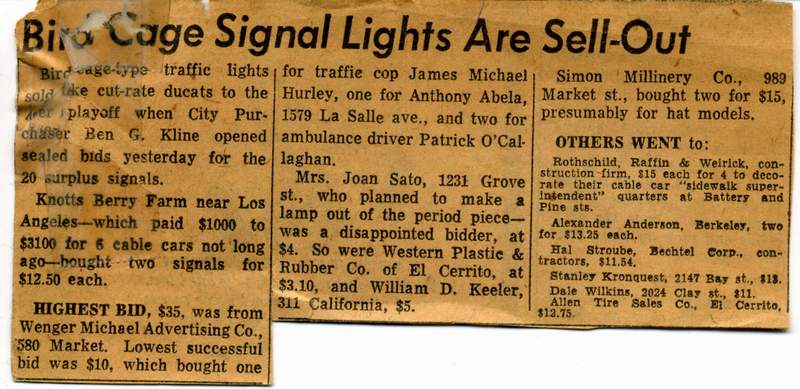 Bird Cage Signal Lights Are Sell-Out
Bird-cage-type traffic lights
sold like cut-rate ducats to the
playoff when City Pur-
chaser Ben G. Kline opened
sealed bids yesterday for the
20 surplus signals.
Knotts Berry Farm near Los
Angeles—which paid $1000 to
$3100 for 6 cable cars not long
ago—bought two signals for
$12.50 each.
HIGHEST BID, $35, was from
Wenger Michael Advertising Co.,
580 Market. Lowest successful
bid was $10, which bought one
for traffic cop James Michael
Hurley, one for Anthony Abela,
1579 La Salle ave., and two for
ambulance driver Patrick O'Cal-
laghan.
Mrs. Joan Sato, 1231 Grove
st., who planned to make a
lamp out of the period piece—
was a disappointed bidder, at
$4. So were Western Plastic &
Rubber Co. of El Cerrito, at
$3.10, and William D. Keeler,
311 California, $5.
Simon Millinery Co., 989
Market st., bought two for $15,
presumably for hat models.
OTHERS WENT to:
Rothschild, Raffin & Weirick, con-
struction firm, $15 each for 4 to deco-
rate their cable car "sidewalk super-
intendent" quarters at Battery and
Pine sts.
Alexander Anderson, Berkeley, two
for $13.25 each.
Hal Stroube, Bechtel Corp., con-
tractors, $11.54.
Stanley Kronquest, 2147 Bay st., $13.
Dale Wilkins, 2024 Clay st., $11.
Allen Tire Sales Co., El Cerrito,
$12.75.